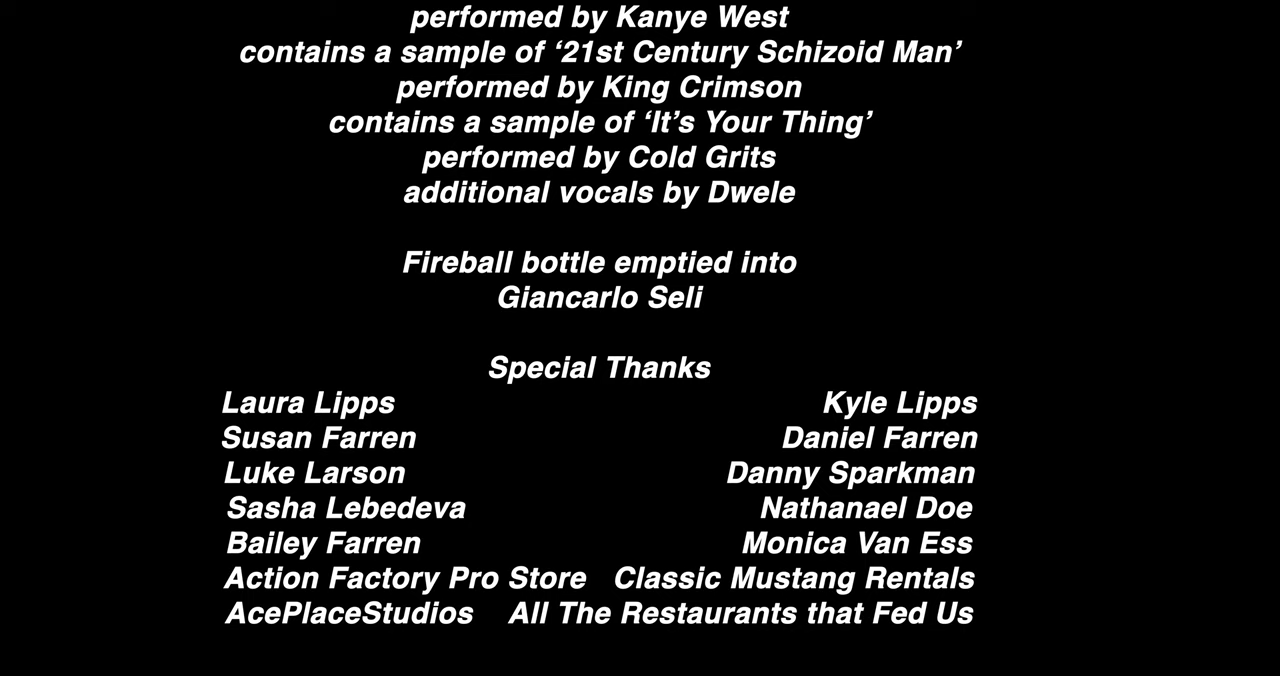 performed by Kanye West
contains a sample of ‘21st Century Schizoid Man’
performed by King Crimson
contains a sample of ‘It’s Your Thing’
performed by Cold Grits
additional vocals by Dwele
Fireball bottle emptied into
Giancarlo Seli
Special Thanks
Laura Lipps Kyle Lipps
Susan Farren Daniel Farren
Luke Larson Danny Sparkman
Sasha Lebedeva Nathanael Doe
Bailey Farren Monica Van Ess
Action Factory Pro Store Classic Mustang Rentals
AcePlaceStudios All The Restaurants that Fed Us